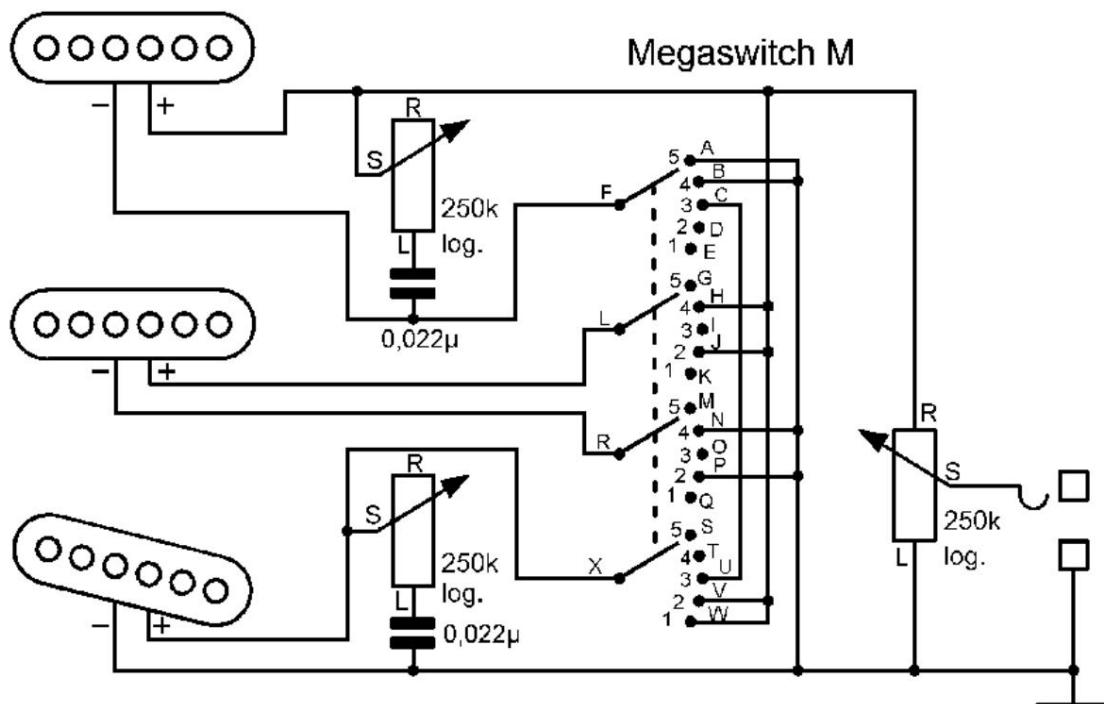 Megaswitch M
− +
R
S
250k
log.
L
0,022µ
F
5 A
4 B
3 C
2 D
1 E
L
5 G
4 H
3 I
2 J
1 K
− +
R
5 M
4 N
3 O
2 P
1 Q
R
S
250k
log.
L
0,022µ
X
5 S
4 T
3 U
2 V
1 W
− +
R
S
250k
log.
L